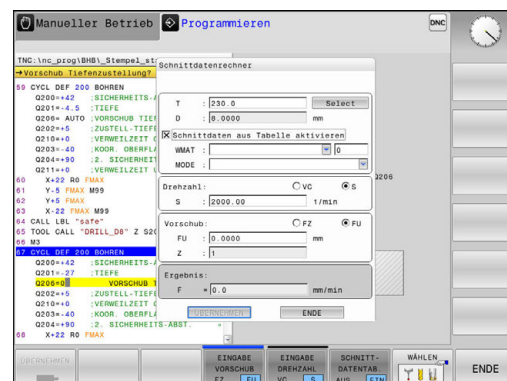 Manueller Betrieb
Programmieren
DNC
TNC:\nc_prog\BHB\_Stempel_st
→Vorschub Tiefenzustellung?
59 CYCL DEF 200 BOHREN
Q200=+42 ;SICHERHEITS-A
Q201=-4.5 ;TIEFE
Q206= AUTO ;VORSCHUB TIEF
Q202=+5 ;ZUSTELL-TIEFE
Q210=+0 ;VERWEILZEIT O
Q203=-40 ;KOOR. OBERFLA
Q204=+90 ;2. SICHERHEIT
Q211=+0 ;VERWEILZEIT U
60 X+22 R0 FMAX
61 Y-5 FMAX M99
62 Y+5 FMAX
63 X-22 FMAX M99
64 CALL LBL "safe"
65 TOOL CALL "DRILL_D8" Z S20
66 M3
67 CYCL DEF 200 BOHREN
Q200=+42 ;SICHERHEITS-A
Q201=-27 ;TIEFE
Q206=0 VORSCHUB T
Q202=+5 ;ZUSTELL-TIEFE
Q210=+0 ;VERWEILZEIT O
Q203=-40 ;KOOR. OBERFLA
Q204=+90 ;2. SICHERHEITS-ABST.
68 X+22 R0 FMAX
Schnittdatenrechner
T : 230.0 Select
D : 8.0000 mm
Schnittdaten aus Tabelle aktivieren
WMAT : 0
MODE :
Drehzahl: VC S
S : 2000.00 1/min
Vorschub: FZ FU
FU : 0.0000 mm
Z : 1
Ergebnis:
F = 0.0 mm/min
ÜBERNEHMEN ENDE
Q206
ÜBERNEHMEN
EINGABE VORSCHUB FZ FU
EINGABE DREHZAHL VC S
SCHNITT- DATENTAB. AUS EIN
WÄHLEN
ENDE